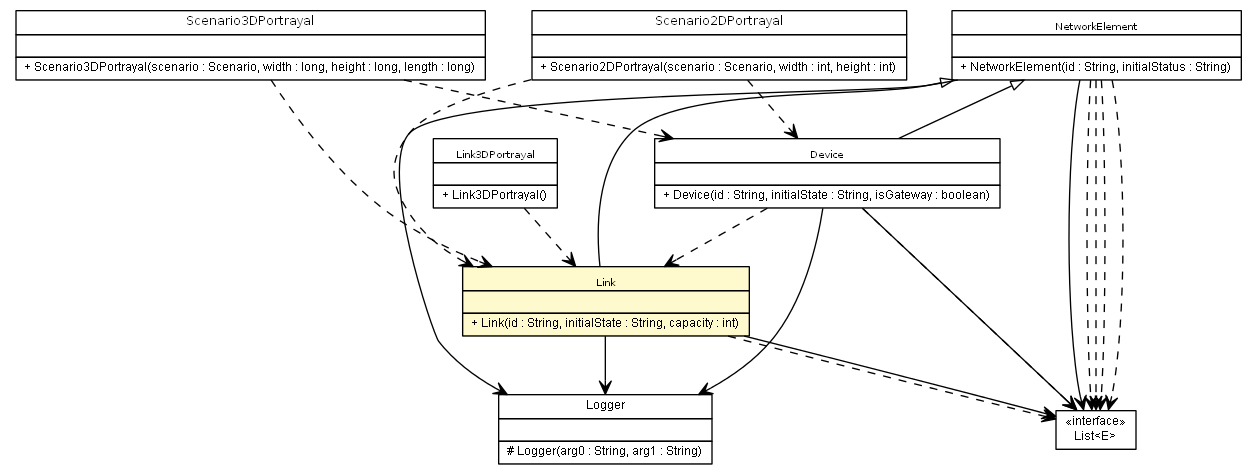 Scenario3DPortrayal
+ Scenario3DPortrayal(scenario : Scenario, width : long, height : long, length : long)
Scenario2DPortrayal
+ Scenario2DPortrayal(scenario : Scenario, width : int, height : int)
NetworkElement
+ NetworkElement(id : String, initialStatus : String)
Link3DPortrayal
+ Link3DPortrayal()
Device
+ Device(id : String, initialState : String, isGateway : boolean)
Link
+ Link(id : String, initialState : String, capacity : int)
Logger
# Logger(arg0 : String, arg1 : String)
«interface»
List<E>